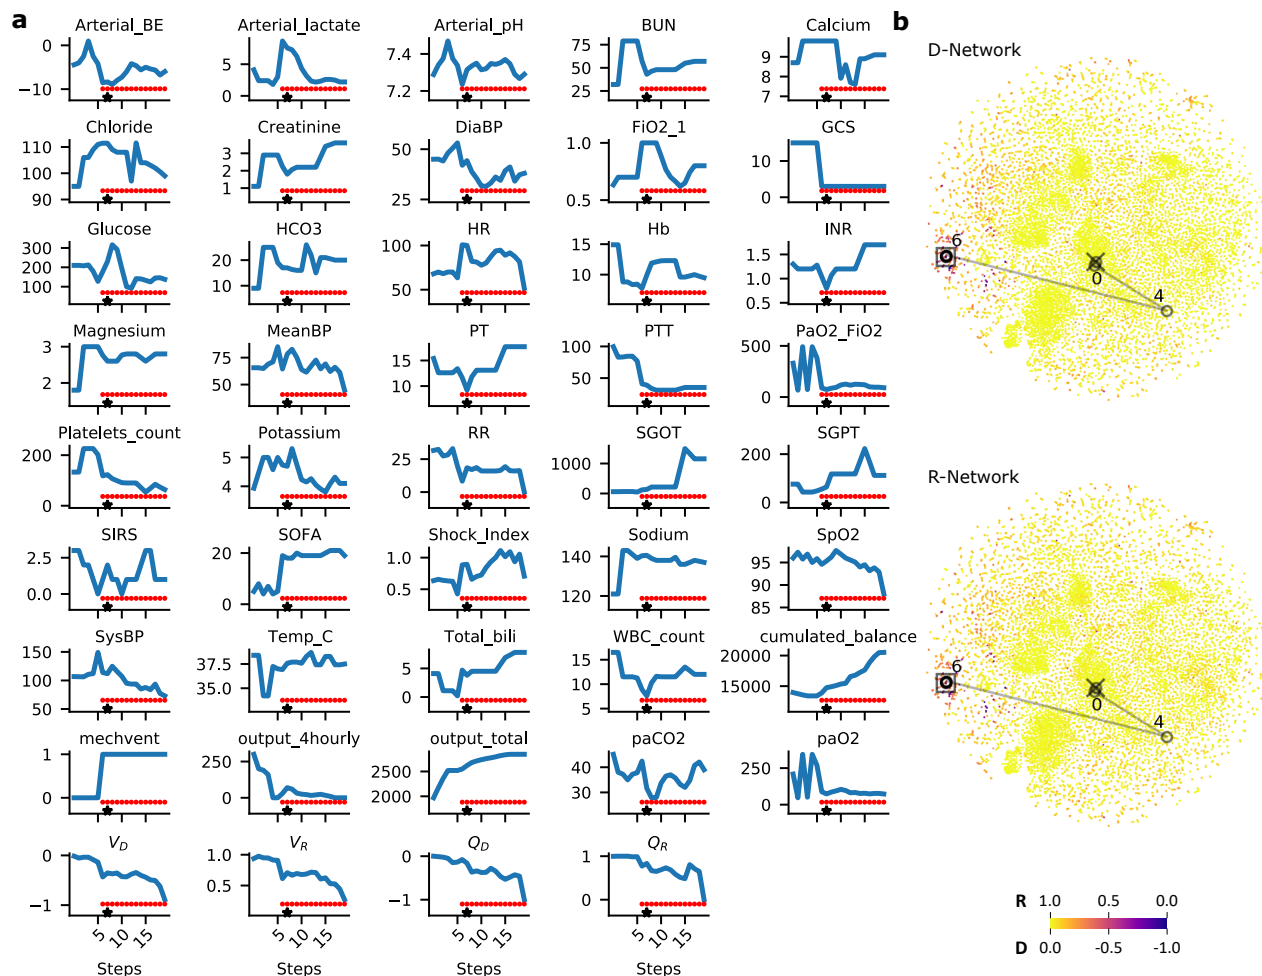 a
b
Arterial_BE
0
−10
Arterial_lactate
5
0
Arterial_pH
7.4
7.2
BUN
75
50
25
Calcium
9
8
7
D-Network
6
0
4
Chloride
110
100
90
Creatinine
3
2
1
DiaBP
50
25
FiO2_1
1.0
0.5
GCS
10
0
Glucose
300
200
100
HCO3
20
10
HR
100
50
Hb
15
10
INR
1.5
1.0
0.5
Magnesium
3
2
MeanBP
75
50
PT
15
10
PTT
100
50
PaO2_FiO2
500
0
Platelets_count
200
0
Potassium
5
4
RR
25
0
SGOT
1000
0
SGPT
200
100
0
R-Network
6
0
4
SIRS
2.5
0.0
SOFA
20
0
Shock_Index
1.0
0.5
Sodium
140
120
SpO2
95
90
85
SysBP
150
100
50
Temp_C
37.5
35.0
Total_bili
5
0
WBC_count
15
10
5
cumulated_balance
20000
15000
mechvent
1
0
output_4hourly
250
0
output_total
2500
2000
paCO2
40
30
paO2
250
0
V_D
0
−1
5
10
15
Steps
V_R
1.0
0.5
5
10
15
Steps
Q_D
0
−1
5
10
15
Steps
Q_R
1
0
5
10
15
Steps
R 1.0 0.5 0.0
D 0.0 -0.5 -1.0